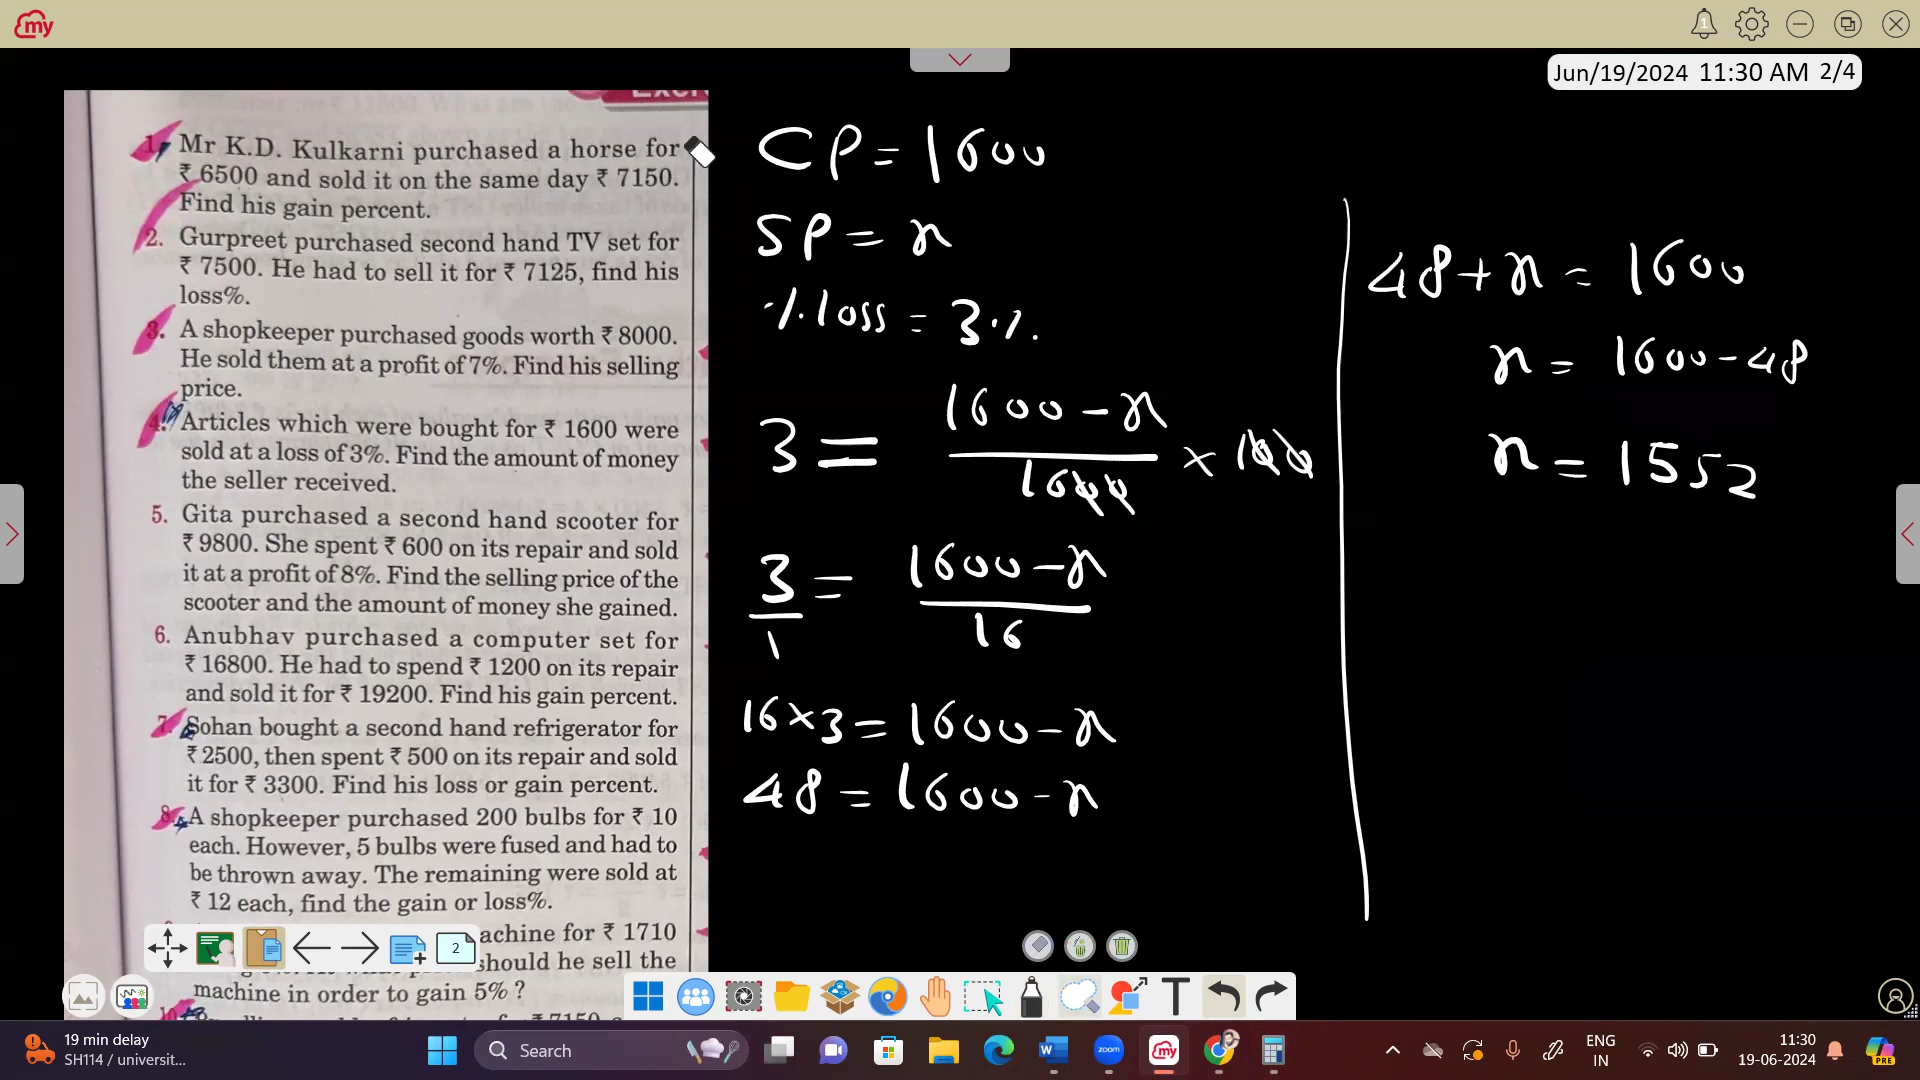 my
1
Jun/19/2024 11:30 AM 2/4
1. Mr K.D. Kulkarni purchased a horse for
₹ 6500 and sold it on the same day ₹ 7150.
Find his gain percent.
2. Gurpreet purchased second hand TV set for
₹ 7500. He had to sell it for ₹ 7125, find his
loss%.
3. A shopkeeper purchased goods worth ₹ 8000.
He sold them at a profit of 7%. Find his selling
price.
4. Articles which were bought for ₹ 1600 were
sold at a loss of 3%. Find the amount of money
the seller received.
5. Gita purchased a second hand scooter for
₹ 9800. She spent ₹ 600 on its repair and sold
it at a profit of 8%. Find the selling price of the
scooter and the amount of money she gained.
6. Anubhav purchased a computer set for
₹ 16800. He had to spend ₹ 1200 on its repair
and sold it for ₹ 19200. Find his gain percent.
7. Sohan bought a second hand refrigerator for
₹ 2500, then spent ₹ 500 on its repair and sold
it for ₹ 3300. Find his loss or gain percent.
8. A shopkeeper purchased 200 bulbs for ₹ 10
each. However, 5 bulbs were fused and had to
be thrown away. The remaining were sold at
₹ 12 each, find the gain or loss%.
achine for ₹ 1710
should he sell the
machine in order to gain 5% ?
CP = 1600
SP = x
% loss = 3%
3 = 1600 - x / 1600 × 100
3/1 = 1600 - x / 16
16 × 3 = 1600 - x
48 = 1600 - x
48 + x = 1600
x = 1600 - 48
x = 1552
2
T
19 min delay
SH114 / universit...
Search
W
zoom
my
ENG
IN
11:30
19-06-2024
PRE